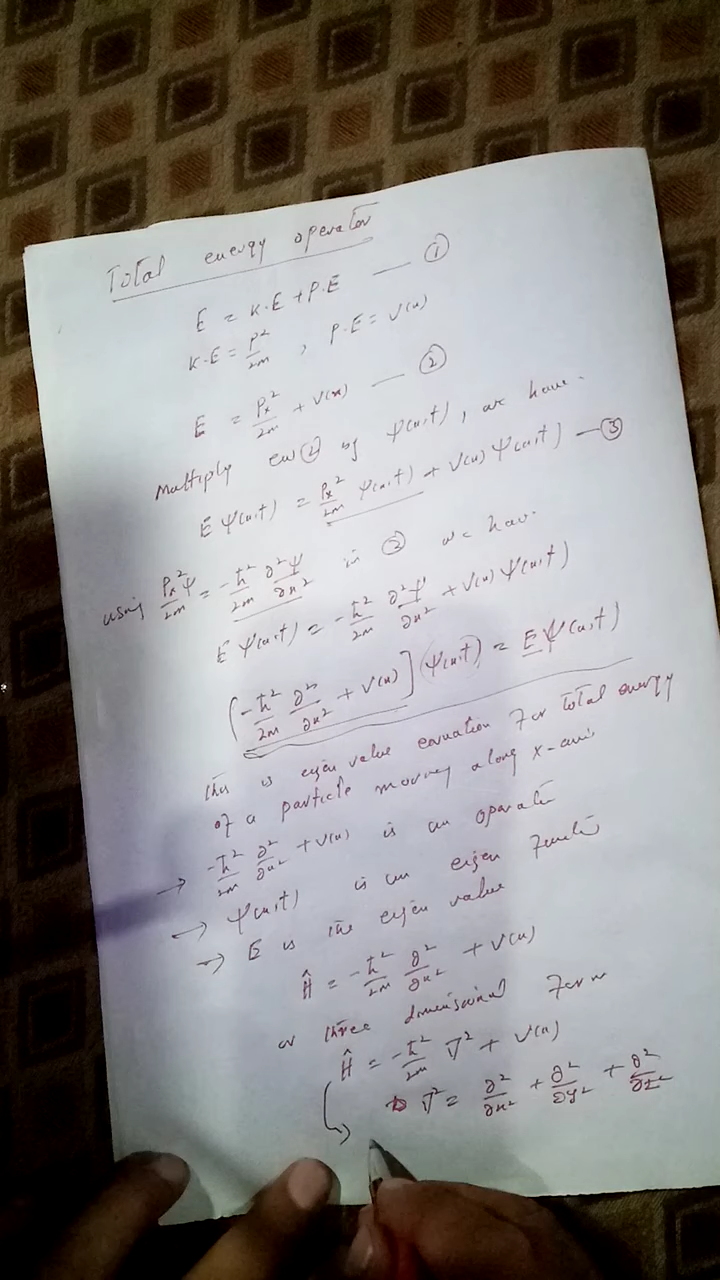 Total energy operator
E = K.E + P.E — ①
K.E = P²/2m , P.E = V(x)
E = Px²/2m + V(x) — ②
Multiply eq ② by ψ(x,t), we have.
E ψ(x,t) = Px²/2m ψ(x,t) + V(x) ψ(x,t) — ③
using Px²ψ/2m = -ħ²/2m ∂²ψ/∂x² in ② we have.
E ψ(x,t) = -ħ²/2m ∂²ψ/∂x² + V(x) ψ(x,t)
[-ħ²/2m ∂²/∂x² + V(x)] ψ(x,t) = E ψ(x,t)
This is eigen value equation for total energy
of a particle moving along x-axis
→ -ħ²/2m ∂²/∂x² + V(x) is an operator
→ ψ(x,t) is an eigen function
→ E is the eigen value
Ĥ = -ħ²/2m ∂²/∂x² + V(x)
or three dimensional form
Ĥ = -ħ²/2m ∇² + V(x)
∇² = ∂²/∂x² + ∂²/∂y² + ∂²/∂z²